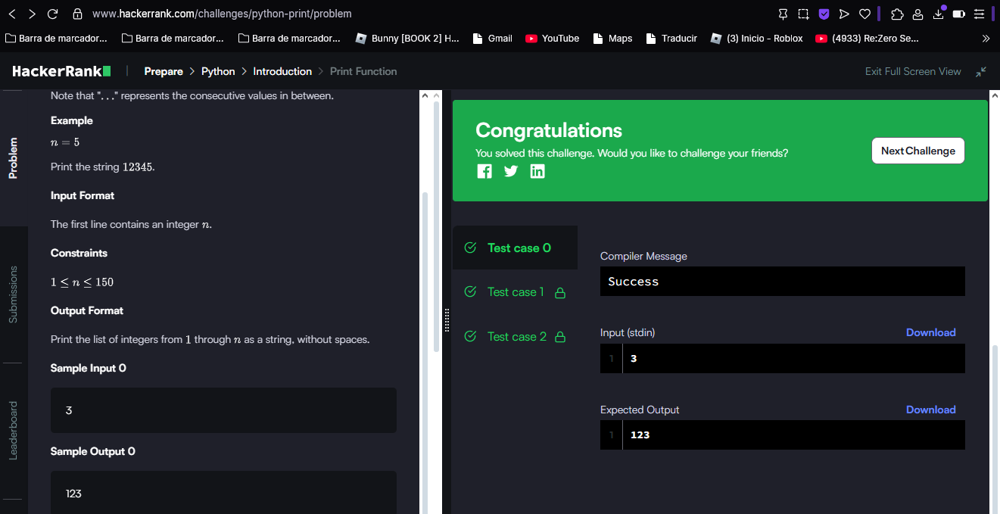 www.hackerrank.com/challenges/python-print/problem
Barra de marcador... Barra de marcador... Barra de marcador... Bunny [BOOK 2] H... Gmail YouTube Maps Traducir (3) Inicio - Roblox (4933) Re:Zero Se...
HackerRank | Prepare > Python > Introduction > Print Function Exit Full Screen View
Problem
Submissions
Leaderboard
Note that "..." represents the consecutive values in between.
Example
n = 5
Print the string 12345.
Input Format
The first line contains an integer n.
Constraints
1 ≤ n ≤ 150
Output Format
Print the list of integers from 1 through n as a string, without spaces.
Sample Input 0
3
Sample Output 0
123
Congratulations
You solved this challenge. Would you like to challenge your friends?
Next Challenge
Test case 0
Test case 1
Test case 2
Compiler Message
Success
Input (stdin) Download
1 3
Expected Output Download
1 123